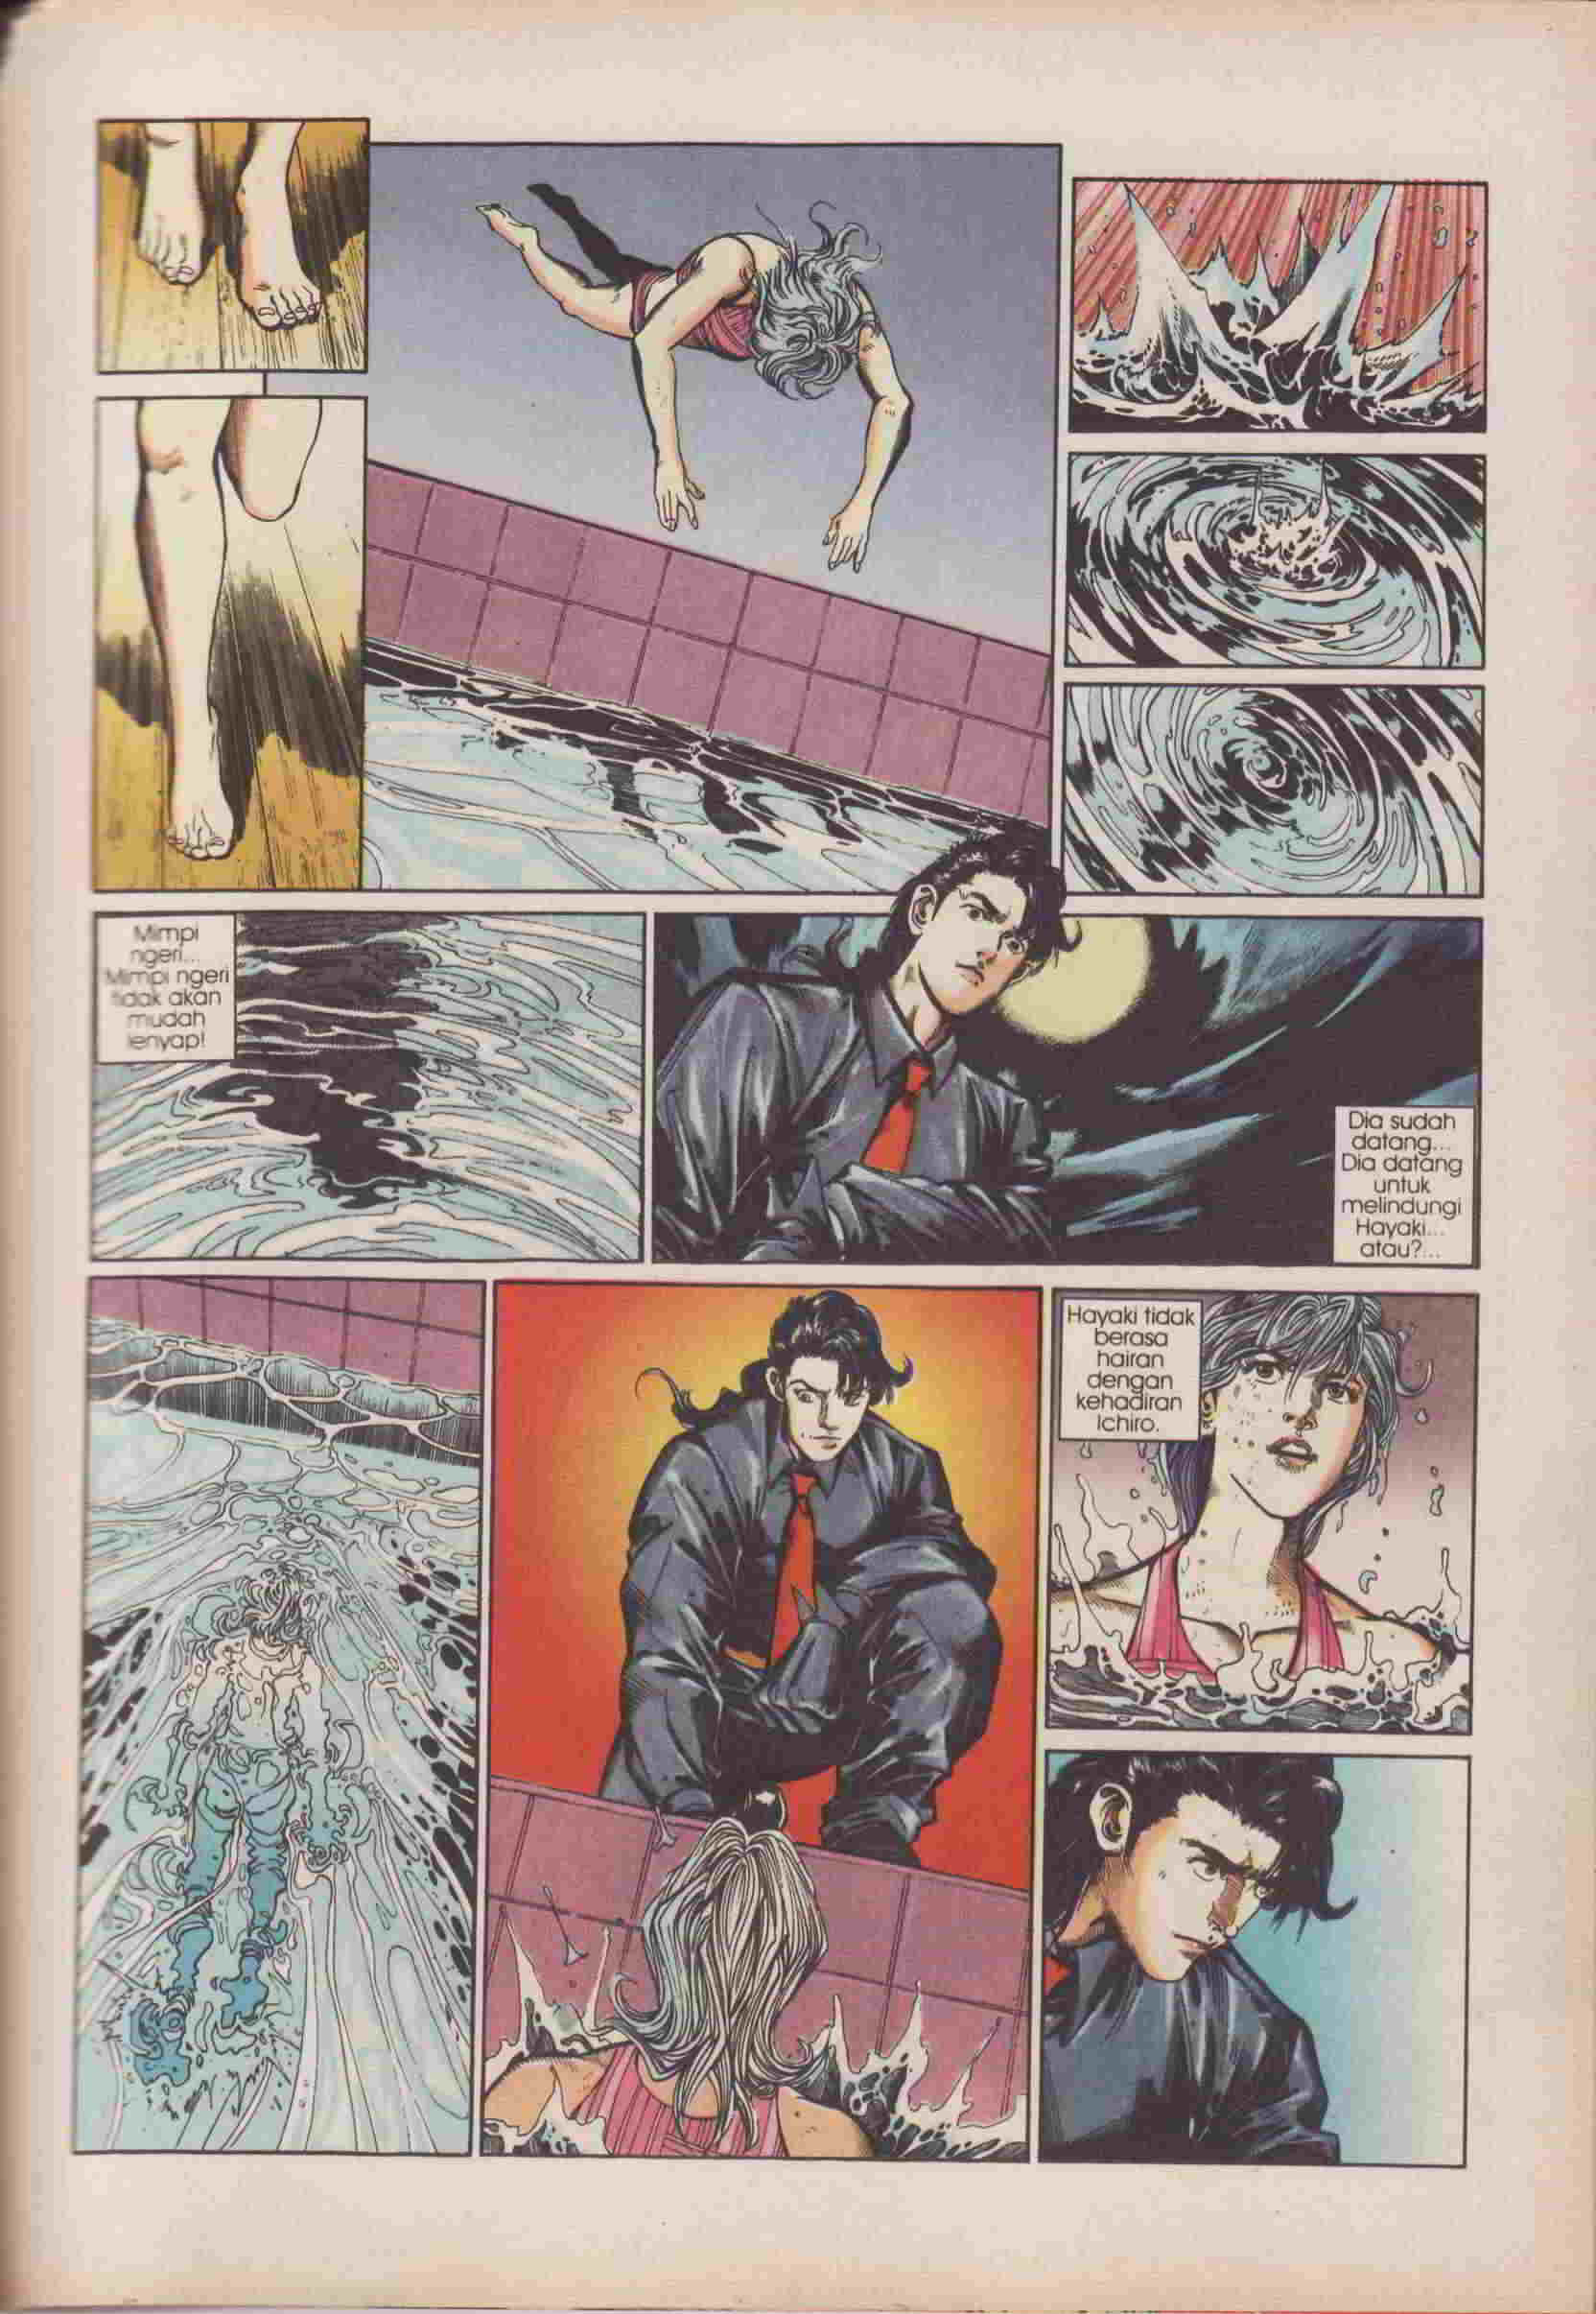 Mimpi
ngeri...
Mimpi ngeri
tidak akan
mudah
lenyap!
Dia sudah
datang...
Dia datang
untuk
melindungi
Hayaki...
atau?...
Hayaki tidak
berasa
hairan
dengan
kehadiran
Ichiro.